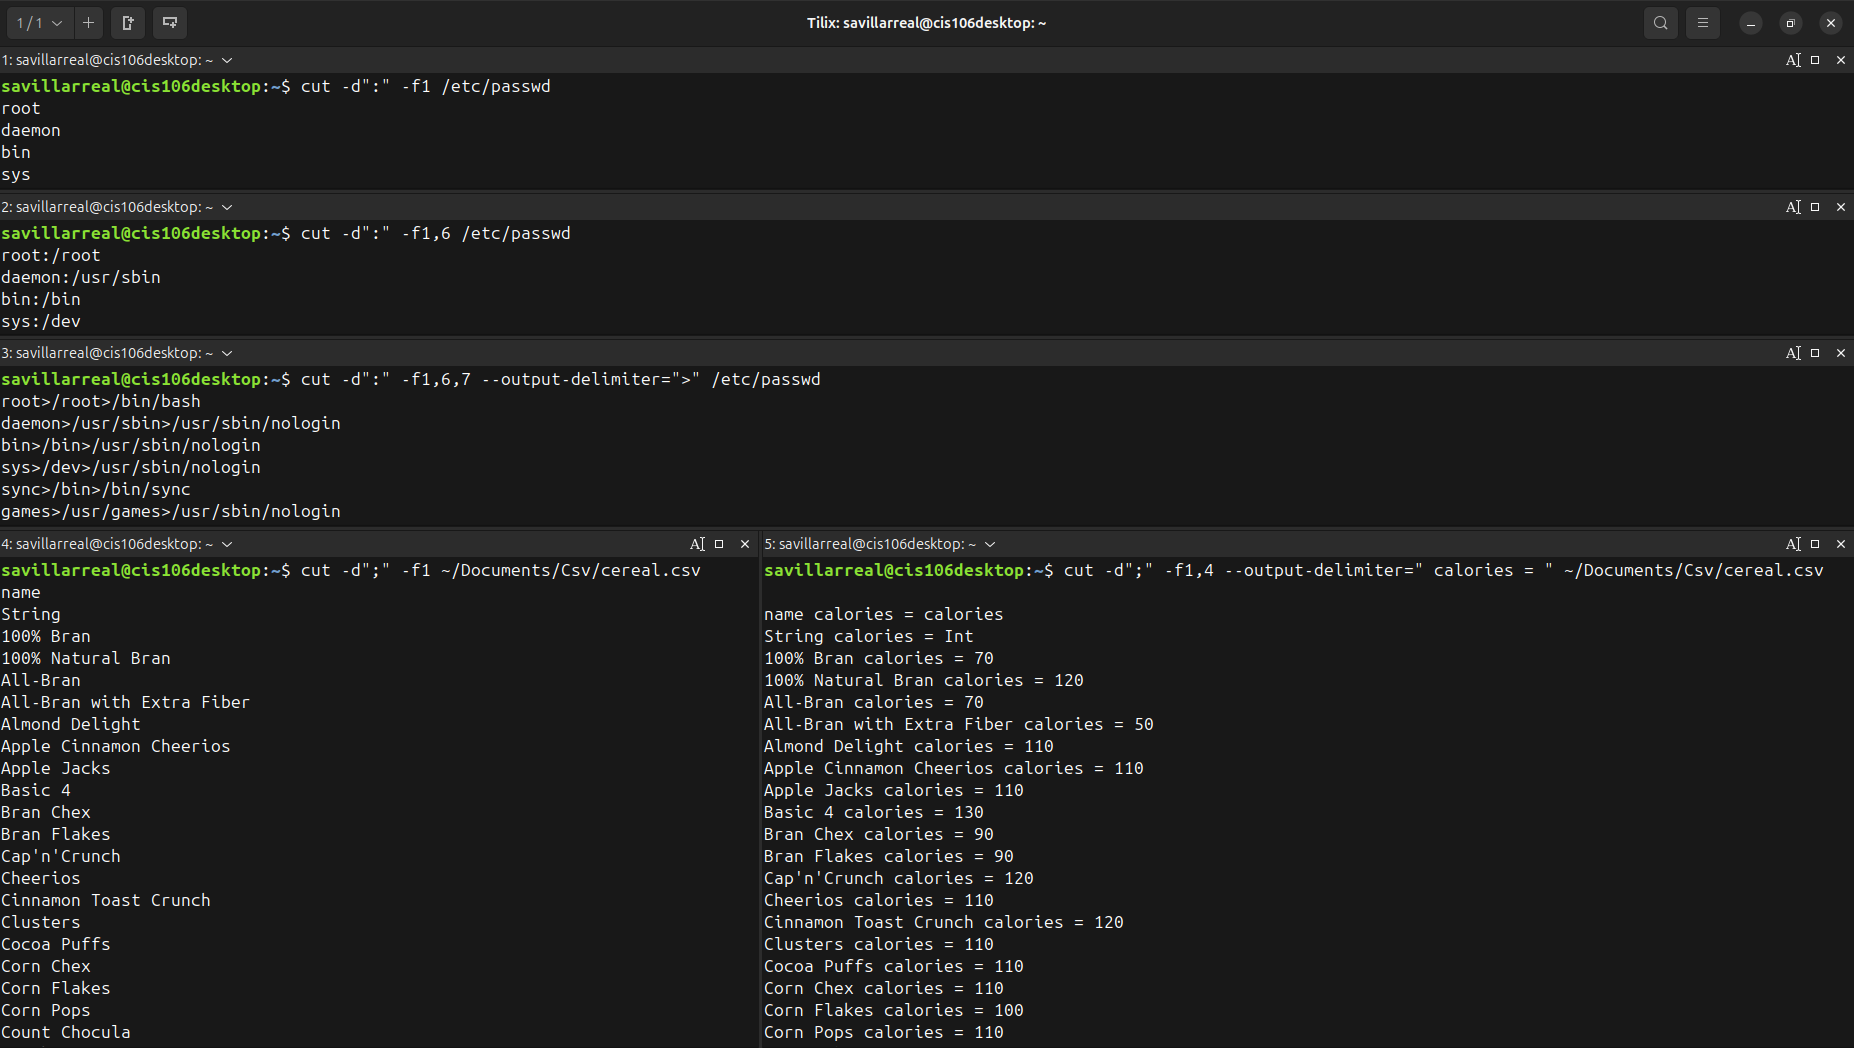 1 / 1
Tilix: savillarreal@cis106desktop: ~
1: savillarreal@cis106desktop: ~
savillarreal@cis106desktop:~$ cut -d":" -f1 /etc/passwd
root
daemon
bin
sys
2: savillarreal@cis106desktop: ~
savillarreal@cis106desktop:~$ cut -d":" -f1,6 /etc/passwd
root:/root
daemon:/usr/sbin
bin:/bin
sys:/dev
3: savillarreal@cis106desktop: ~
savillarreal@cis106desktop:~$ cut -d":" -f1,6,7 --output-delimiter=">" /etc/passwd
root>/root>/bin/bash
daemon>/usr/sbin>/usr/sbin/nologin
bin>/bin>/usr/sbin/nologin
sys>/dev>/usr/sbin/nologin
sync>/bin>/bin/sync
games>/usr/games>/usr/sbin/nologin
4: savillarreal@cis106desktop: ~
savillarreal@cis106desktop:~$ cut -d";" -f1 ~/Documents/Csv/cereal.csv
name
String
100% Bran
100% Natural Bran
All-Bran
All-Bran with Extra Fiber
Almond Delight
Apple Cinnamon Cheerios
Apple Jacks
Basic 4
Bran Chex
Bran Flakes
Cap'n'Crunch
Cheerios
Cinnamon Toast Crunch
Clusters
Cocoa Puffs
Corn Chex
Corn Flakes
Corn Pops
Count Chocula
5: savillarreal@cis106desktop: ~
savillarreal@cis106desktop:~$ cut -d";" -f1,4 --output-delimiter=" calories = " ~/Documents/Csv/cereal.csv
name calories = calories
String calories = Int
100% Bran calories = 70
100% Natural Bran calories = 120
All-Bran calories = 70
All-Bran with Extra Fiber calories = 50
Almond Delight calories = 110
Apple Cinnamon Cheerios calories = 110
Apple Jacks calories = 110
Basic 4 calories = 130
Bran Chex calories = 90
Bran Flakes calories = 90
Cap'n'Crunch calories = 120
Cheerios calories = 110
Cinnamon Toast Crunch calories = 120
Clusters calories = 110
Cocoa Puffs calories = 110
Corn Chex calories = 110
Corn Flakes calories = 100
Corn Pops calories = 110